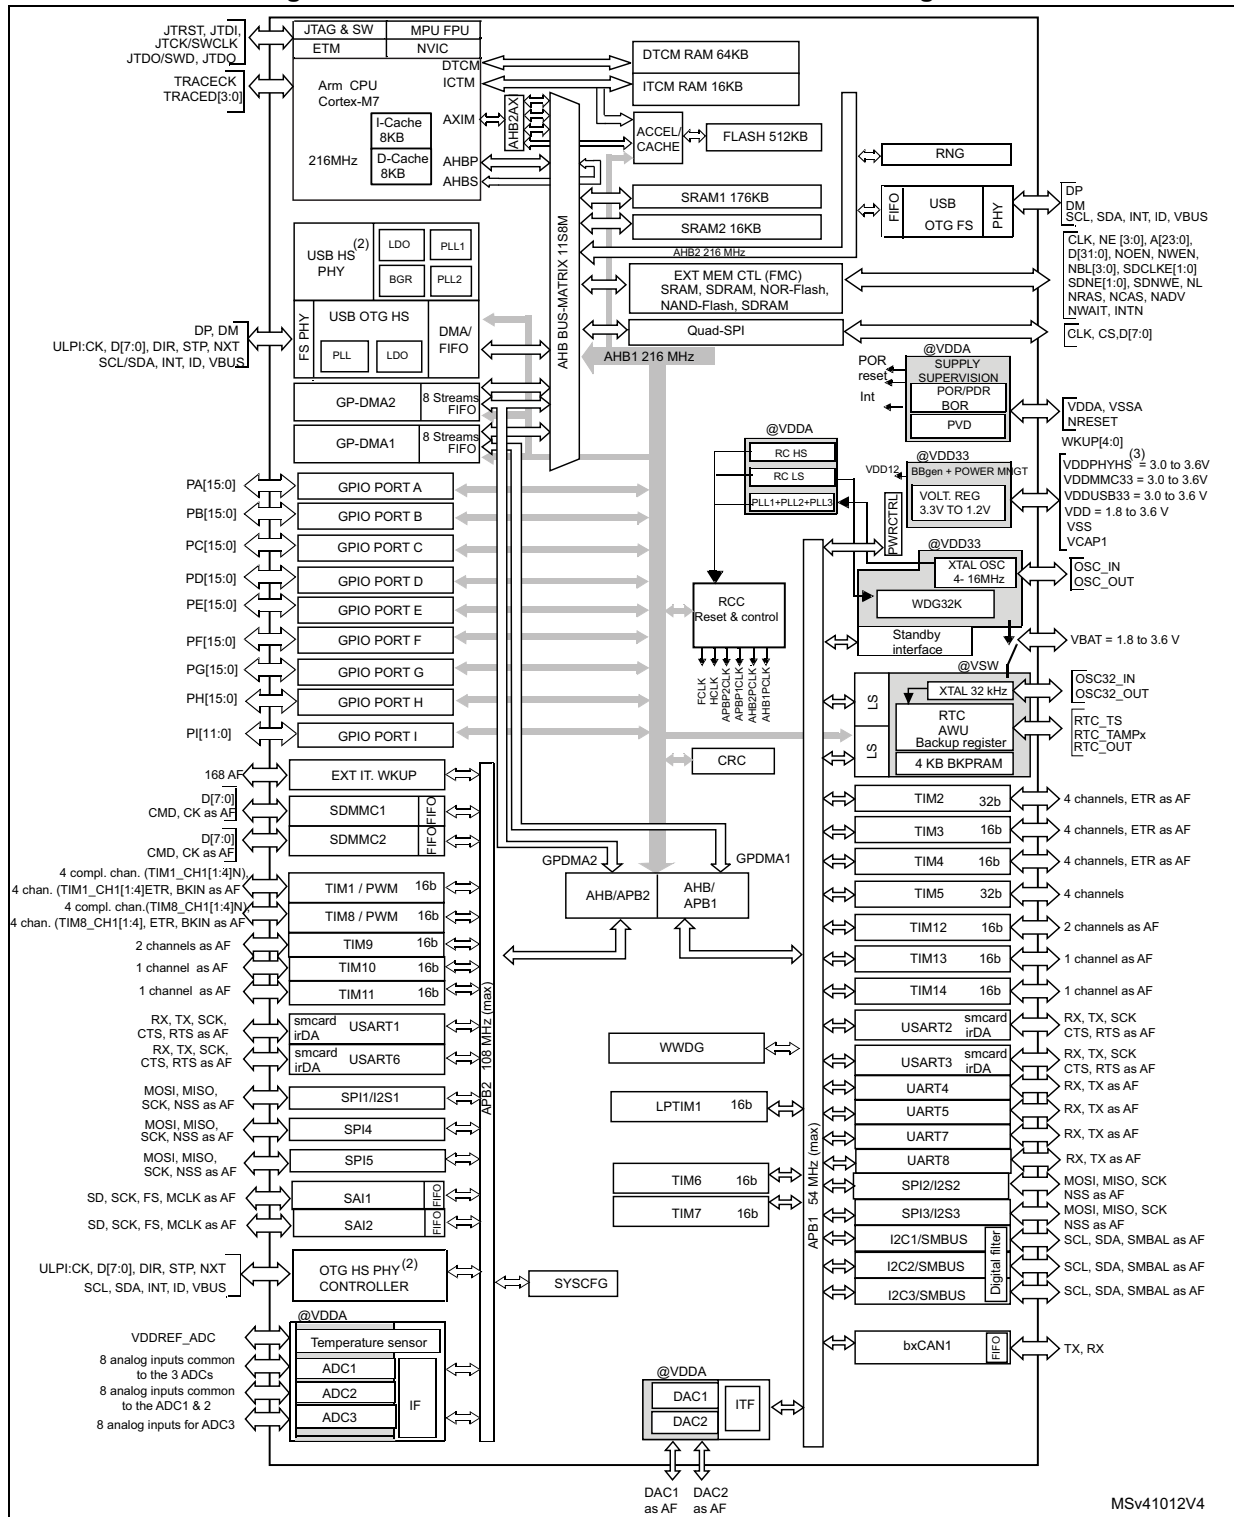 JTRST, JTDI,
JTCK/SWCLK
JTDO/SWD, JTDO
TRACECK
TRACED[3:0]
JTAG & SW
MPU FPU
ETM
NVIC
DTCM
ICTM
Arm CPU
Cortex-M7
AXIM
I-Cache
8KB
D-Cache
8KB
216MHz
AHBP
AHBS
AHB2AX
AHB BUS-MATRIX 11S8M
DTCM RAM 64KB
ITCM RAM 16KB
ACCEL/
CACHE
FLASH 512KB
SRAM1 176KB
SRAM2 16KB
AHB2 216 MHz
EXT MEM CTL (FMC)
SRAM, SDRAM, NOR-Flash,
NAND-Flash, SDRAM
Quad-SPI
AHB1 216 MHz
RNG
FIFO
USB
OTG FS
PHY
DP
DM
SCL, SDA, INT, ID, VBUS
CLK, NE [3:0], A[23:0],
D[31:0], NOEN, NWEN,
NBL[3:0], SDCLKE[1:0]
SDNE[1:0], SDNWE, NL
NRAS, NCAS, NADV
NWAIT, INTN
CLK, CS,D[7:0]
USB HS(2)
PHY
LDO
PLL1
BGR
PLL2
FS PHY
USB OTG HS
PLL
LDO
DMA/
FIFO
DP, DM
ULPI:CK, D[7:0], DIR, STP, NXT
SCL/SDA, INT, ID, VBUS
GP-DMA2
8 Streams
FIFO
GP-DMA1
8 Streams
FIFO
@VDDA
POR
reset
Int
SUPPLY
SUPERVISION
POR/PDR
BOR
PVD
VDDA, VSSA
NRESET
WKUP[4:0]
@VDDA
RC HS
RC LS
PLL1+PLL2+PLL3
@VDD33
VDD12
BBgen + POWER MNGT
VOLT. REG
3.3V TO 1.2V
PWRCTRL
(3)
VDDPHYHS = 3.0 to 3.6V
VDDMMC33 = 3.0 to 3.6V
VDDUSB33 = 3.0 to 3.6 V
VDD = 1.8 to 3.6 V
VSS
VCAP1
@VDD33
XTAL OSC
4- 16MHz
WDG32K
Standby
interface
OSC_IN
OSC_OUT
VBAT = 1.8 to 3.6 V
@VSW
LS
LS
XTAL 32 kHz
RTC
AWU
Backup register
4 KB BKPRAM
OSC32_IN
OSC32_OUT
RTC_TS
RTC_TAMPx
RTC_OUT
RCC
Reset & control
FCLK
HCLK
APBP2CLK
APBP1CLK
AHB2PCLK
AHB1PCLK
CRC
PA[15:0]
GPIO PORT A
PB[15:0]
GPIO PORT B
PC[15:0]
GPIO PORT C
PD[15:0]
GPIO PORT D
PE[15:0]
GPIO PORT E
PF[15:0]
GPIO PORT F
PG[15:0]
GPIO PORT G
PH[15:0]
GPIO PORT H
PI[11:0]
GPIO PORT I
168 AF
EXT IT. WKUP
D[7:0]
CMD, CK as AF
SDMMC1
FIFO
D[7:0]
CMD, CK as AF
SDMMC2
FIFO
4 compl. chan. (TIM1_CH1[1:4]N),
4 chan. (TIM1_CH1[1:4]ETR, BKIN as AF
TIM1 / PWM 16b
4 compl. chan.(TIM8_CH1[1:4]N),
4 chan. (TIM8_CH1[1:4], ETR, BKIN as AF
TIM8 / PWM 16b
2 channels as AF
TIM9 16b
1 channel as AF
TIM10 16b
1 channel as AF
TIM11 16b
RX, TX, SCK,
CTS, RTS as AF
smcard
irDA
USART1
RX, TX, SCK,
CTS, RTS as AF
smcard
irDA
USART6
MOSI, MISO,
SCK, NSS as AF
SPI1/I2S1
MOSI, MISO,
SCK, NSS as AF
SPI4
MOSI, MISO,
SCK, NSS as AF
SPI5
SD, SCK, FS, MCLK as AF
SAI1
FIFO
SD, SCK, FS, MCLK as AF
SAI2
FIFO
ULPI:CK, D[7:0], DIR, STP, NXT
SCL, SDA, INT, ID, VBUS
OTG HS PHY(2)
CONTROLLER
@VDDA
VDDREF_ADC
Temperature sensor
8 analog inputs common
to the 3 ADCs
ADC1
8 analog inputs common
to the ADC1 & 2
ADC2
8 analog inputs for ADC3
ADC3
IF
APB2 108 MHz (max)
SYSCFG
GPDMA2
GPDMA1
AHB/APB2
AHB/
APB1
WWDG
LPTIM1 16b
TIM6 16b
TIM7 16b
APB1 54 MHz (max)
@VDDA
DAC1
DAC2
ITF
DAC1
as AF
DAC2
as AF
TIM2 32b
4 channels, ETR as AF
TIM3 16b
4 channels, ETR as AF
TIM4 16b
4 channels, ETR as AF
TIM5 32b
4 channels
TIM12 16b
2 channels as AF
TIM13 16b
1 channel as AF
TIM14 16b
1 channel as AF
USART2
smcard
irDA
RX, TX, SCK
CTS, RTS as AF
USART3
smcard
irDA
RX, TX, SCK
CTS, RTS as AF
UART4
RX, TX as AF
UART5
RX, TX as AF
UART7
RX, TX as AF
UART8
RX, TX as AF
SPI2/I2S2
MOSI, MISO, SCK
NSS as AF
SPI3/I2S3
MOSI, MISO, SCK
NSS as AF
I2C1/SMBUS
SCL, SDA, SMBAL as AF
I2C2/SMBUS
SCL, SDA, SMBAL as AF
I2C3/SMBUS
SCL, SDA, SMBAL as AF
Digital filter
bxCAN1
FIFO
TX, RX
MSv41012V4